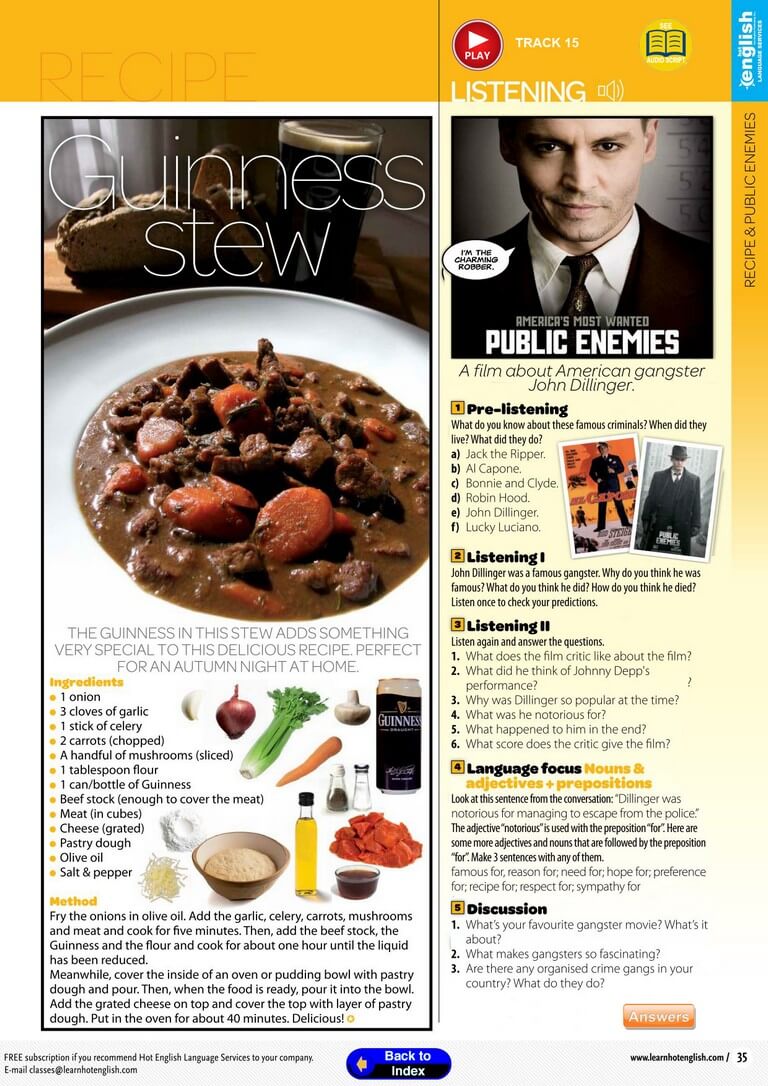 RECIPE
Guinness
stew
THE GUINNESS IN THIS STEW ADDS SOMETHING
VERY SPECIAL TO THIS DELICIOUS RECIPE. PERFECT
FOR AN AUTUMN NIGHT AT HOME.
Ingredients
1 onion
3 cloves of garlic
1 stick of celery
2 carrots (chopped)
A handful of mushrooms (sliced)
1 tablespoon flour
1 can/bottle of Guinness
Beef stock (enough to cover the meat)
Meat (in cubes)
Cheese (grated)
Pastry dough
Olive oil
Salt & pepper
GUINNESS
DRAUGHT
Method
Fry the onions in olive oil. Add the garlic, celery, carrots, mushrooms
and meat and cook for five minutes. Then, add the beef stock, the
Guinness and the flour and cook for about one hour until the liquid
has been reduced.
Meanwhile, cover the inside of an oven or pudding bowl with pastry
dough and pour. Then, when the food is ready, pour it into the bowl.
Add the grated cheese on top and cover the top with layer of pastry
dough. Put in the oven for about 40 minutes. Delicious!
PLAY
TRACK 15
SEE
AUDIO SCRIPT
LISTENING
I'M THE
CHARMING
ROBBER.
AMERICA'S MOST WANTED
PUBLIC ENEMIES
A film about American gangster
John Dillinger.
1 Pre-listening
What do you know about these famous criminals? When did they
live? What did they do?
a) Jack the Ripper.
b) Al Capone.
c) Bonnie and Clyde.
d) Robin Hood.
e) John Dillinger.
f) Lucky Luciano.
AL CAPONE
ROD STEIGER
PUBLIC
ENEMIES
2 Listening I
John Dillinger was a famous gangster. Why do you think he was
famous? What do you think he did? How do you think he died?
Listen once to check your predictions.
3 Listening II
Listen again and answer the questions.
1. What does the film critic like about the film?
2. What did he think of Johnny Depp's
performance? ?
3. Why was Dillinger so popular at the time?
4. What was he notorious for?
5. What happened to him in the end?
6. What score does the critic give the film?
4 Language focus Nouns &
adjectives + prepositions
Look at this sentence from the conversation: "Dillinger was
notorious for managing to escape from the police."
The adjective "notorious" is used with the preposition "for". Here are
some more adjectives and nouns that are followed by the preposition
"for". Make 3 sentences with any of them.
famous for, reason for; need for; hope for; preference
for; recipe for; respect for; sympathy for
5 Discussion
1. What's your favourite gangster movie? What's it
about?
2. What makes gangsters so fascinating?
3. Are there any organised crime gangs in your
country? What do they do?
Answers
hot english
LANGUAGE SERVICES
RECIPE & PUBLIC ENEMIES
FREE subscription if you recommend Hot English Language Services to your company.
E-mail classes@learnhotenglish.com
Back to
Index
www.learnhotenglish.com / 35